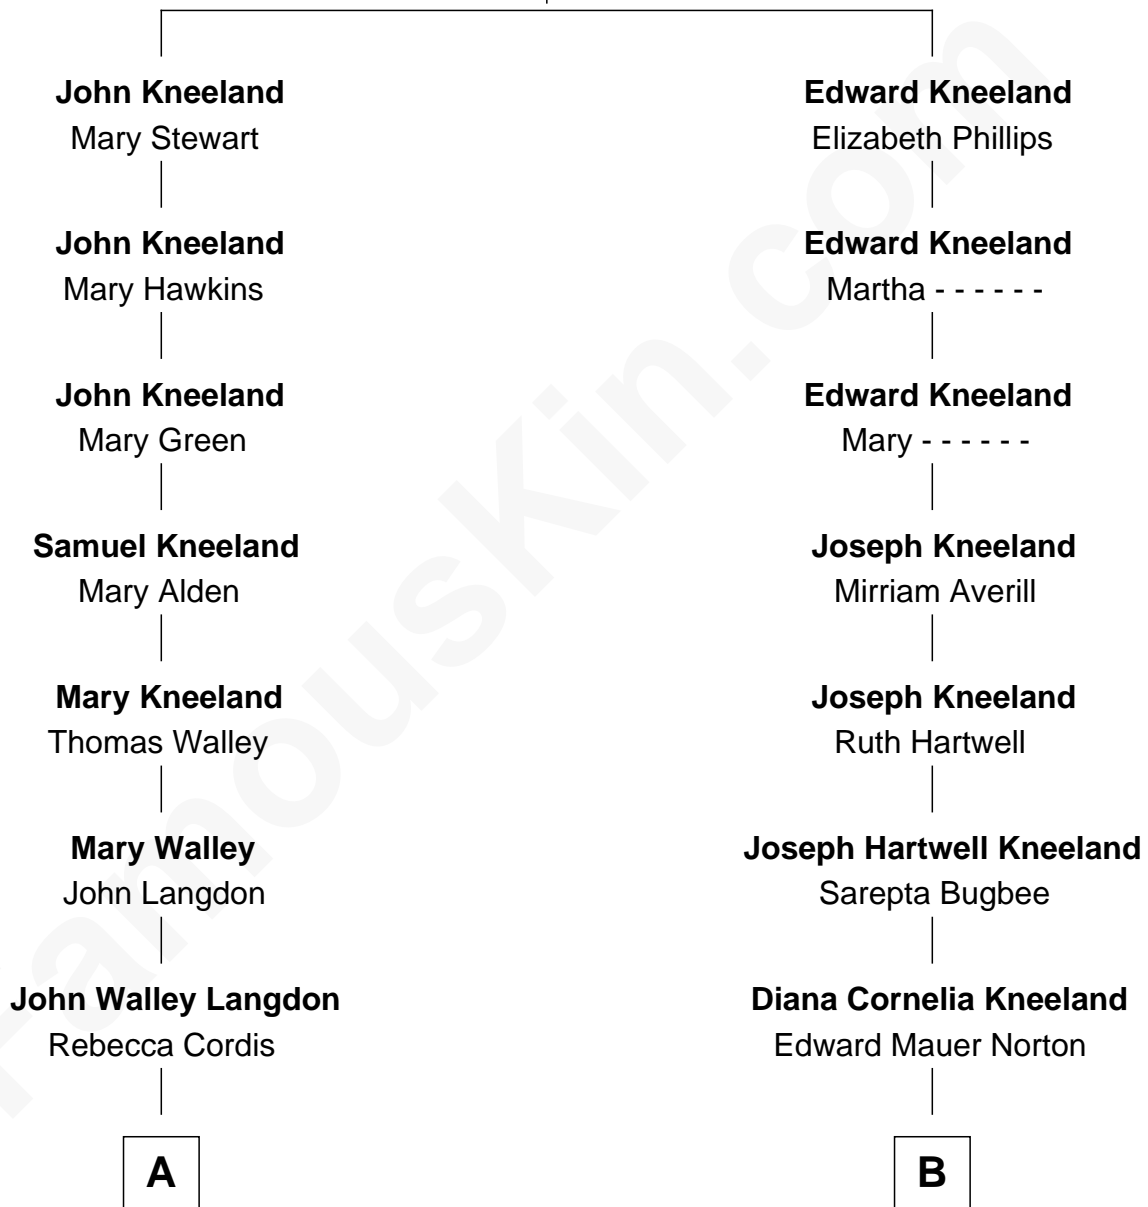 John Kneeland
Mary Stewart
John Kneeland
Mary Hawkins
John Kneeland
Mary Green
Samuel Kneeland
Mary Alden
Mary Kneeland
Thomas Walley
Mary Walley
John Langdon
John Walley Langdon
Rebecca Cordis
A
Edward Kneeland
Elizabeth Phillips
Edward Kneeland
Martha - - - - - -
Edward Kneeland
Mary - - - - - -
Joseph Kneeland
Mirriam Averill
Joseph Kneeland
Ruth Hartwell
Joseph Hartwell Kneeland
Sarepta Bugbee
Diana Cornelia Kneeland
Edward Mauer Norton
B
FamousKin.com